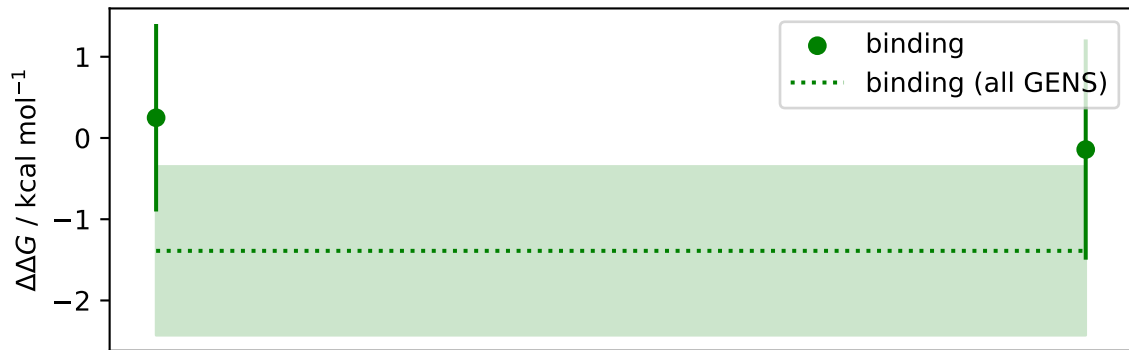 ΔΔG / kcal mol⁻¹
1
0
−1
−2
binding
binding (all GENS)